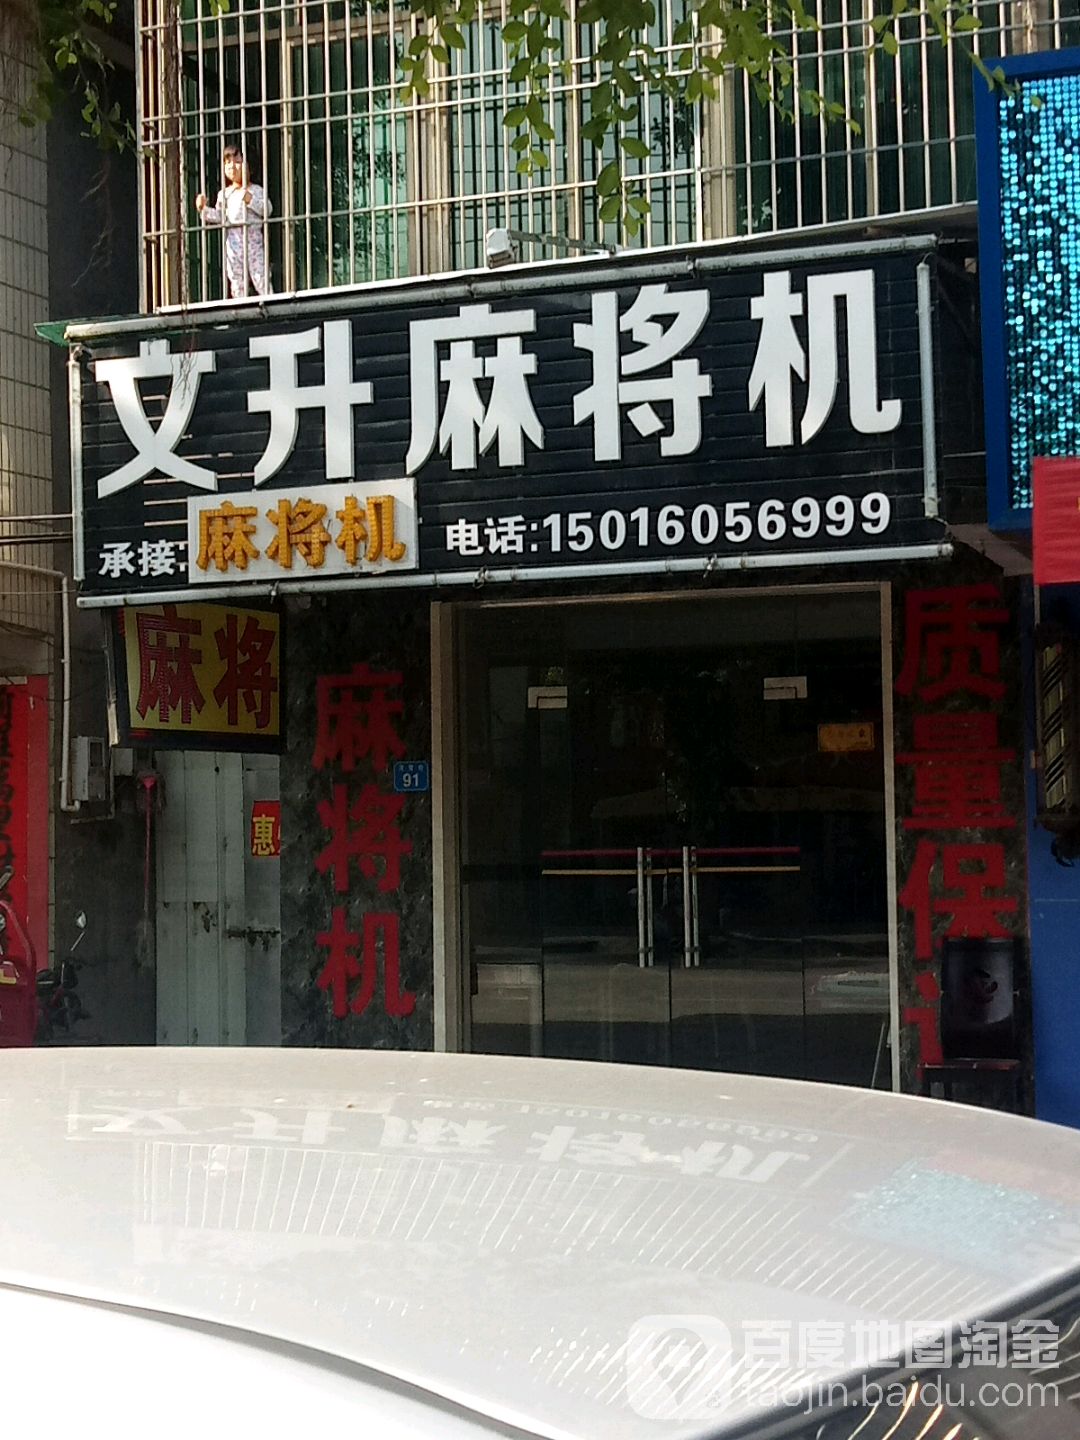 文升麻将机
承接:麻将机 电话:15016056999
麻将
麻将机
91
惠
质量保
百度地图淘金
taojin.baidu.com